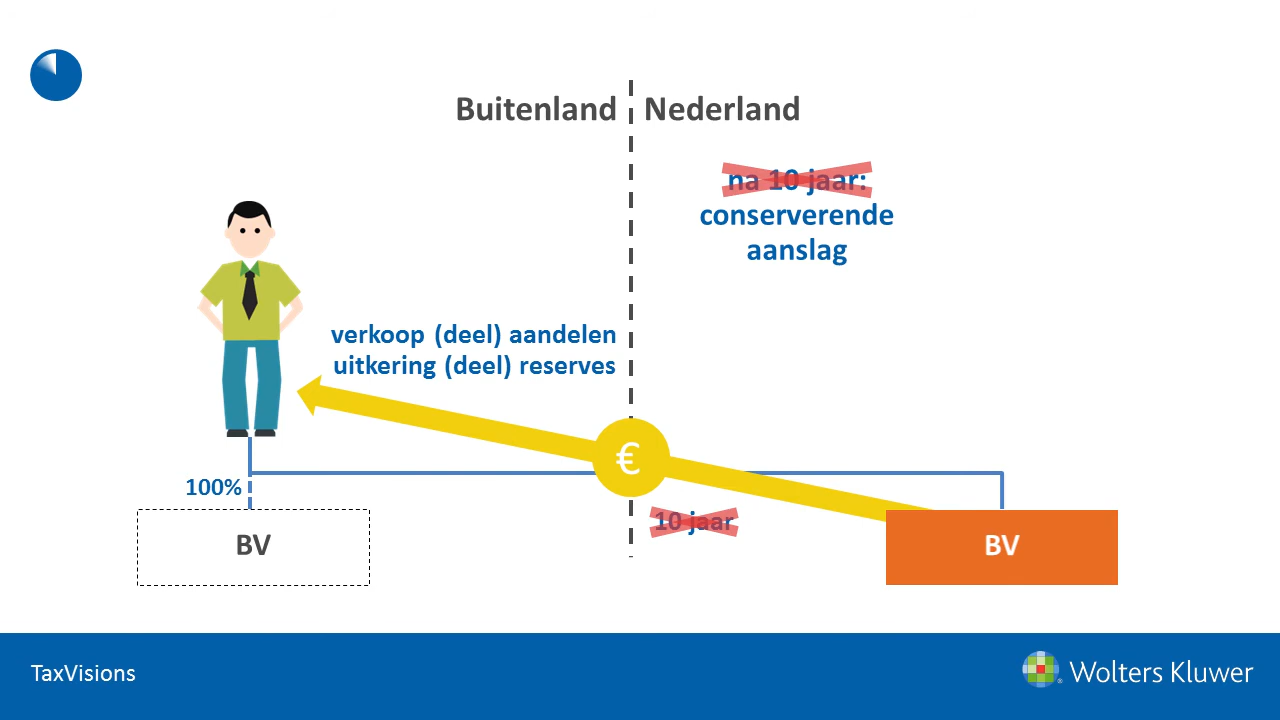 Buitenland
Nederland
na 10 jaar:
conserverende
aanslag
verkoop (deel) aandelen
uitkering (deel) reserves
€
100%
10 jaar
BV
BV
TaxVisions
Wolters Kluwer